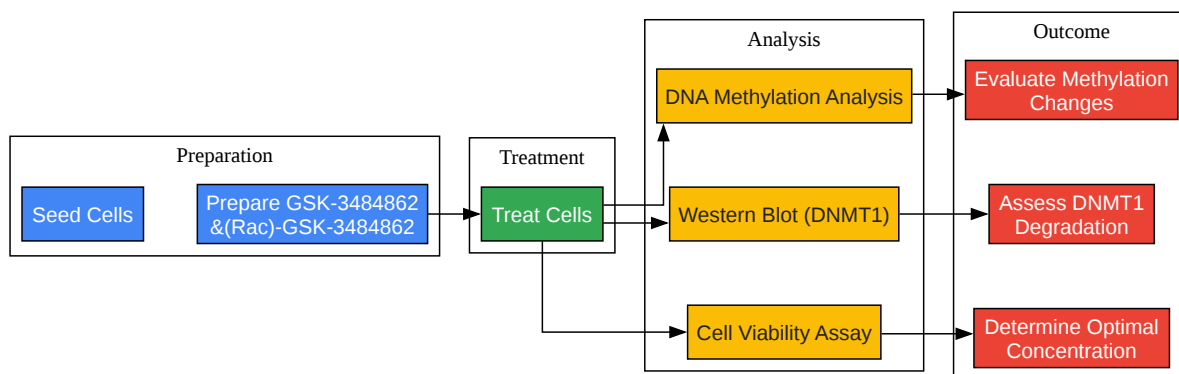 Preparation
Seed Cells
Prepare GSK-3484862
&(Rac)-GSK-3484862
Treatment
Treat Cells
Analysis
DNA Methylation Analysis
Western Blot (DNMT1)
Cell Viability Assay
Outcome
Evaluate Methylation
Changes
Assess DNMT1
Degradation
Determine Optimal
Concentration